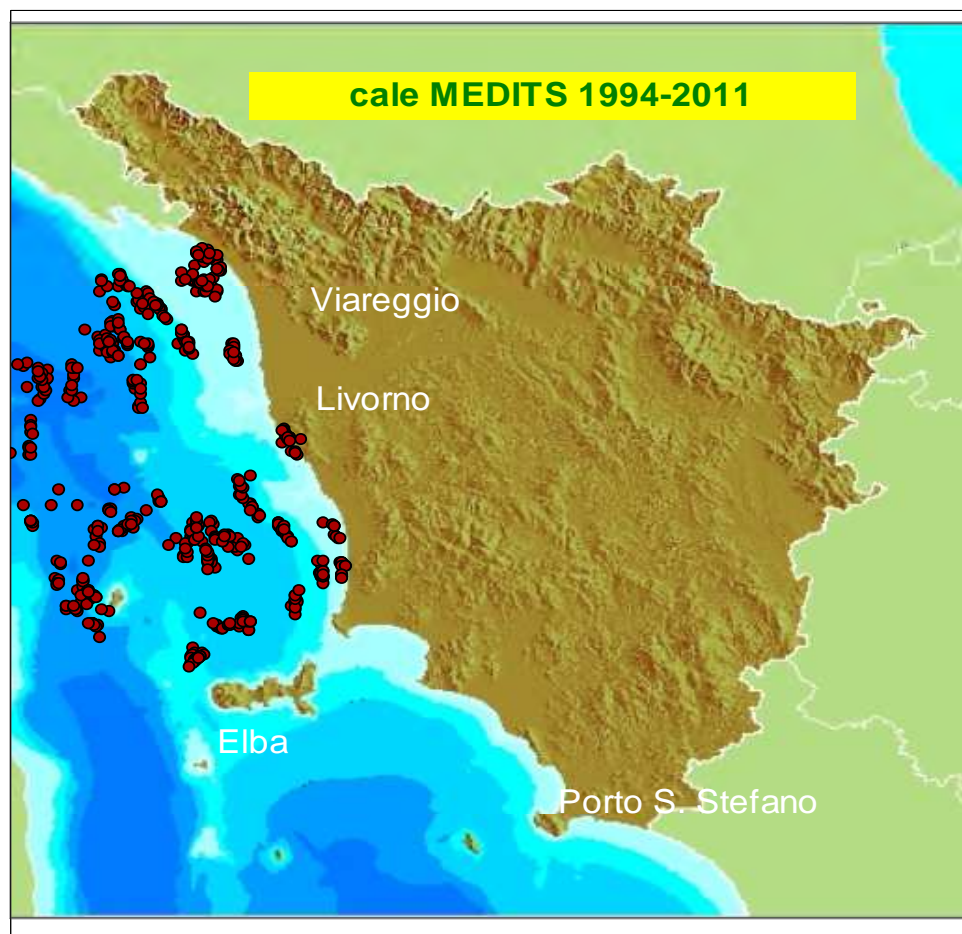 cale MEDITS 1994-2011
Viareggio
Livorno
Elba
Porto S. Stefano